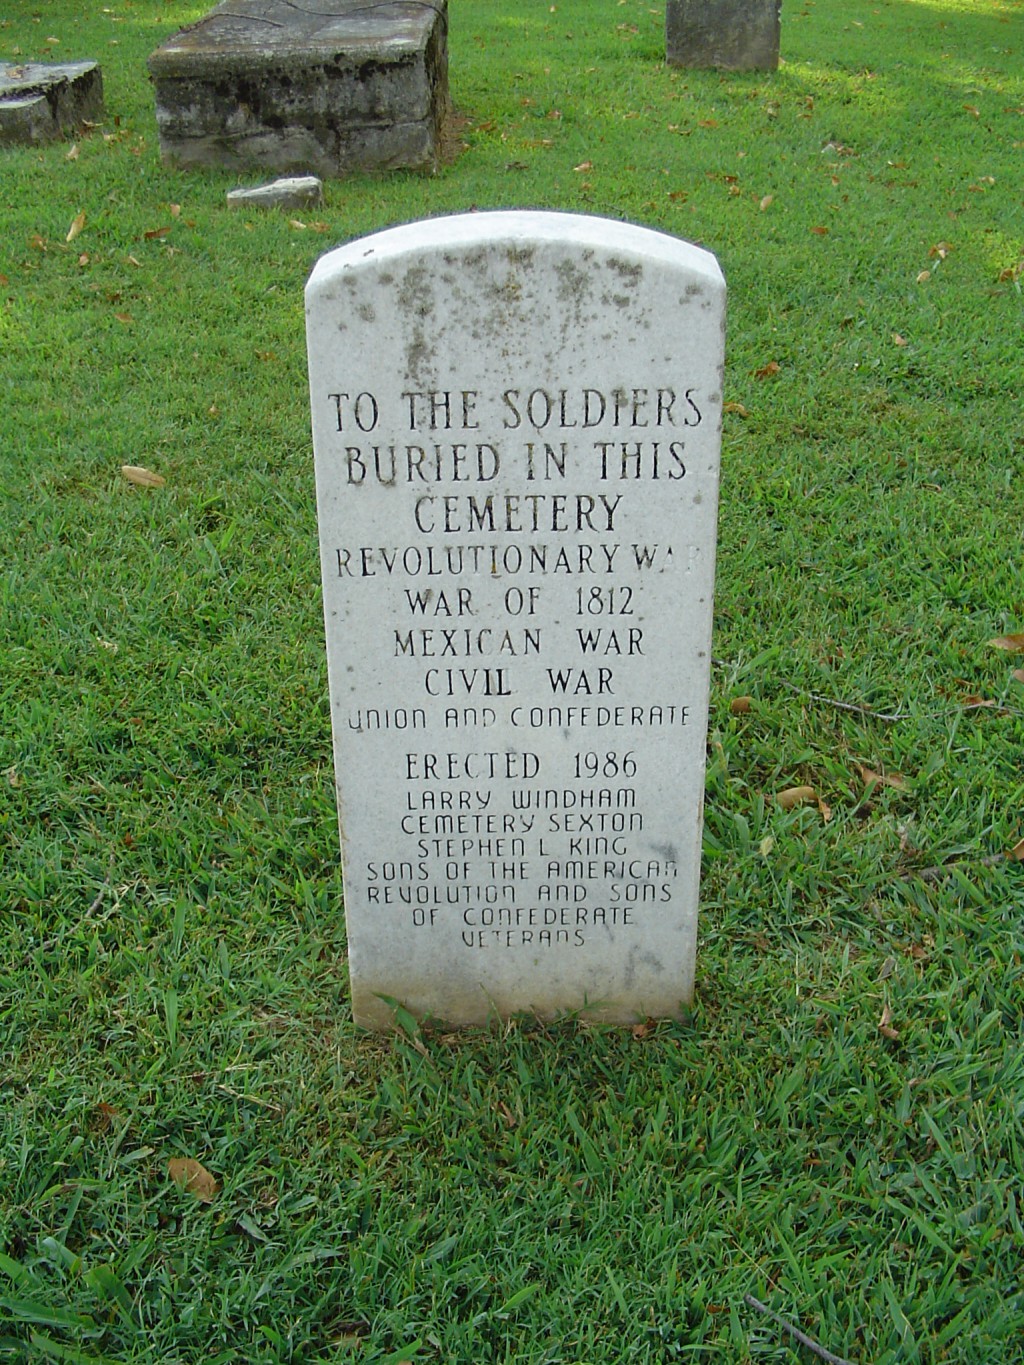 TO THE SOLDIERS
BURIED IN THIS
CEMETERY
REVOLUTIONARY WAR
WAR OF 1812
MEXICAN WAR
CIVIL WAR
UNION AND CONFEDERATE
ERECTED 1986
LARRY WINDHAM
CEMETERY SEXTON
STEPHEN L KING
SONS OF THE AMERICAN
REVOLUTION AND SONS
OF CONFEDERATE
VETERANS